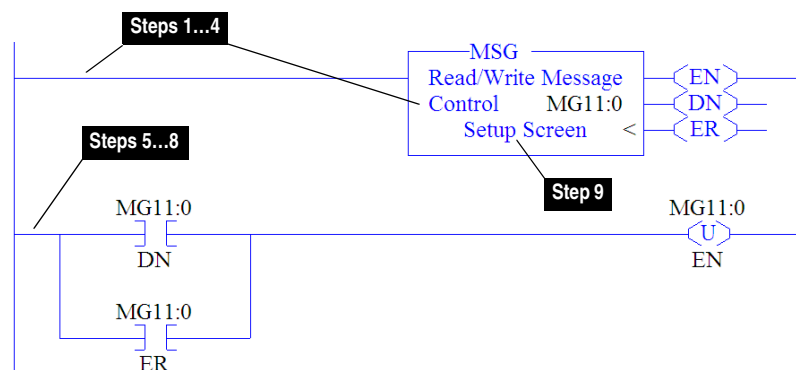 Steps 1...4
MSG
Read/Write Message
Control MG11:0
Setup Screen <
EN
DN
ER
Steps 5...8
Step 9
MG11:0
DN
MG11:0
U
EN
MG11:0
ER